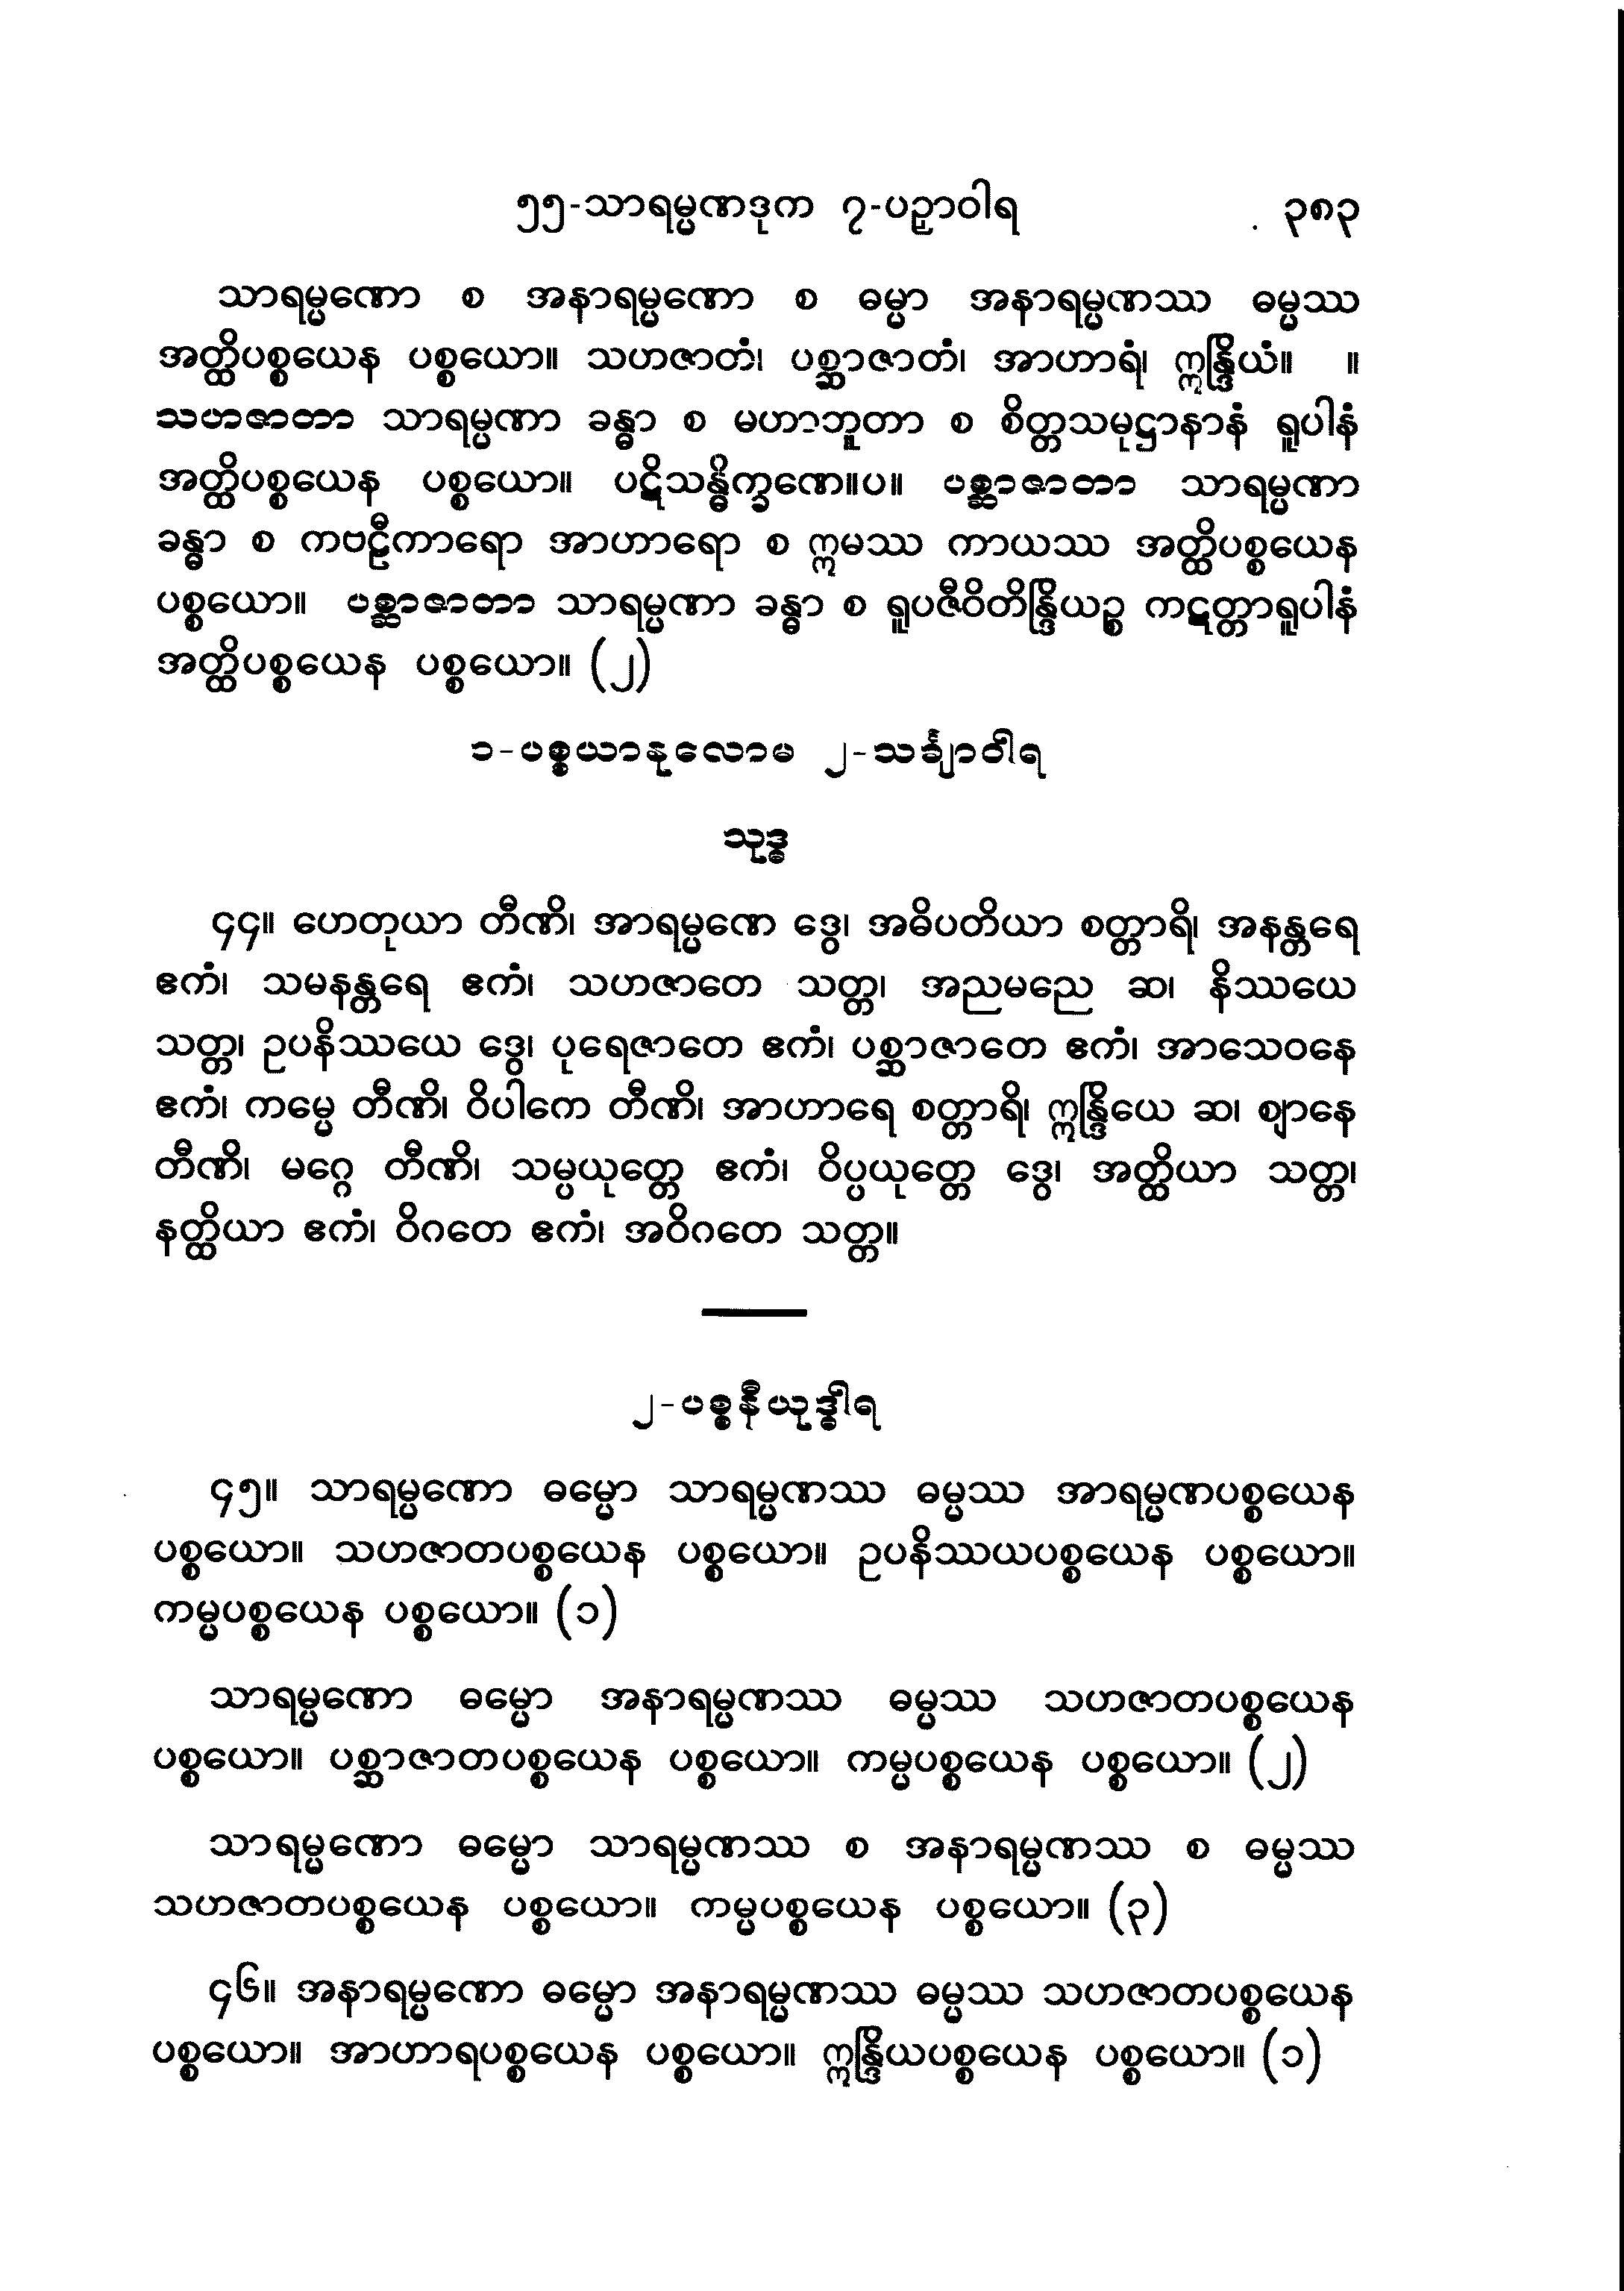 ၅၅-သာရမ္မဏဒုက ၇-ပဉှာဝါရ ၃၈၃
သာရမ္မဏော စ အနာရမ္မဏော စ ဓမ္မာ အနာရမ္မဏဿ ဓမ္မဿ
အတ္ထိပစ္စယေန ပစ္စယော။ သဟဇာတံ၊ ပစ္ဆာဇာတံ၊ အာဟာရံ၊ ဣန္ဒြိယံ။ ။
သဟဇာတာ သာရမ္မဏာ ခန္ဓာ စ မဟာဘူတာ စ စိတ္တသမုဋ္ဌာနာနံ ရူပါနံ
အတ္ထိပစ္စယေန ပစ္စယော။ ပဋိသန္ဓိက္ခဏေ။ပ။ ပစ္ဆာဇာတာ သာရမ္မဏာ
ခန္ဓာ စ ကဗဠီကာရော အာဟာရော စ ဣမဿ ကာယဿ အတ္ထိပစ္စယေန
ပစ္စယော။ ပစ္ဆာဇာတာ သာရမ္မဏာ ခန္ဓာ စ ရူပဇီဝိတိန္ဒြိယဉ္စ ကဋတ္တာရူပါနံ
အတ္ထိပစ္စယေန ပစ္စယော။ (၂)
၁-ပစ္စယာနုလောမ ၂-သင်္ချာဝါရ
သုဒ္ဓ
၄၄။ ဟေတုယာ တီဏိ၊ အာရမ္မဏေ ဒွေ၊ အဓိပတိယာ စတ္တာရိ၊ အနန္တရေ
ဧကံ၊ သမနန္တရေ ဧကံ၊ သဟဇာတေ သတ္တ၊ အညမညေ ဆ၊ နိဿယေ
သတ္တ၊ ဥပနိဿယေ ဒွေ၊ ပုရေဇာတေ ဧကံ၊ ပစ္ဆာဇာတေ ဧကံ၊ အာသေဝနေ
ဧကံ၊ ကမ္မေ တီဏိ၊ ဝိပါကေ တီဏိ၊ အာဟာရေ စတ္တာရိ၊ ဣန္ဒြိယေ ဆ၊ ဈာနေ
တီဏိ၊ မဂ္ဂေ တီဏိ၊ သမ္ပယုတ္တေ ဧကံ၊ ဝိပ္ပယုတ္တေ ဒွေ၊ အတ္ထိယာ သတ္တ၊
နတ္ထိယာ ဧကံ၊ ဝိဂတေ ဧကံ၊ အဝိဂတေ သတ္တ။
၂-ပစ္စနီယုဒ္ဓါရ
၄၅။ သာရမ္မဏော ဓမ္မော သာရမ္မဏဿ ဓမ္မဿ အာရမ္မဏပစ္စယေန
ပစ္စယော။ သဟဇာတပစ္စယေန ပစ္စယော။ ဥပနိဿယပစ္စယေန ပစ္စယော။
ကမ္မပစ္စယေန ပစ္စယော။ (၁)
သာရမ္မဏော ဓမ္မော အနာရမ္မဏဿ ဓမ္မဿ သဟဇာတပစ္စယေန
ပစ္စယော။ ပစ္ဆာဇာတပစ္စယေန ပစ္စယော။ ကမ္မပစ္စယေန ပစ္စယော။ (၂)
သာရမ္မဏော ဓမ္မော သာရမ္မဏဿ စ အနာရမ္မဏဿ စ ဓမ္မဿ
သဟဇာတပစ္စယေန ပစ္စယော။ ကမ္မပစ္စယေန ပစ္စယော။ (၃)
၄၆။ အနာရမ္မဏော ဓမ္မော အနာရမ္မဏဿ ဓမ္မဿ သဟဇာတပစ္စယေန
ပစ္စယော။ အာဟာရပစ္စယေန ပစ္စယော။ ဣန္ဒြိယပစ္စယေန ပစ္စယော။ (၁)